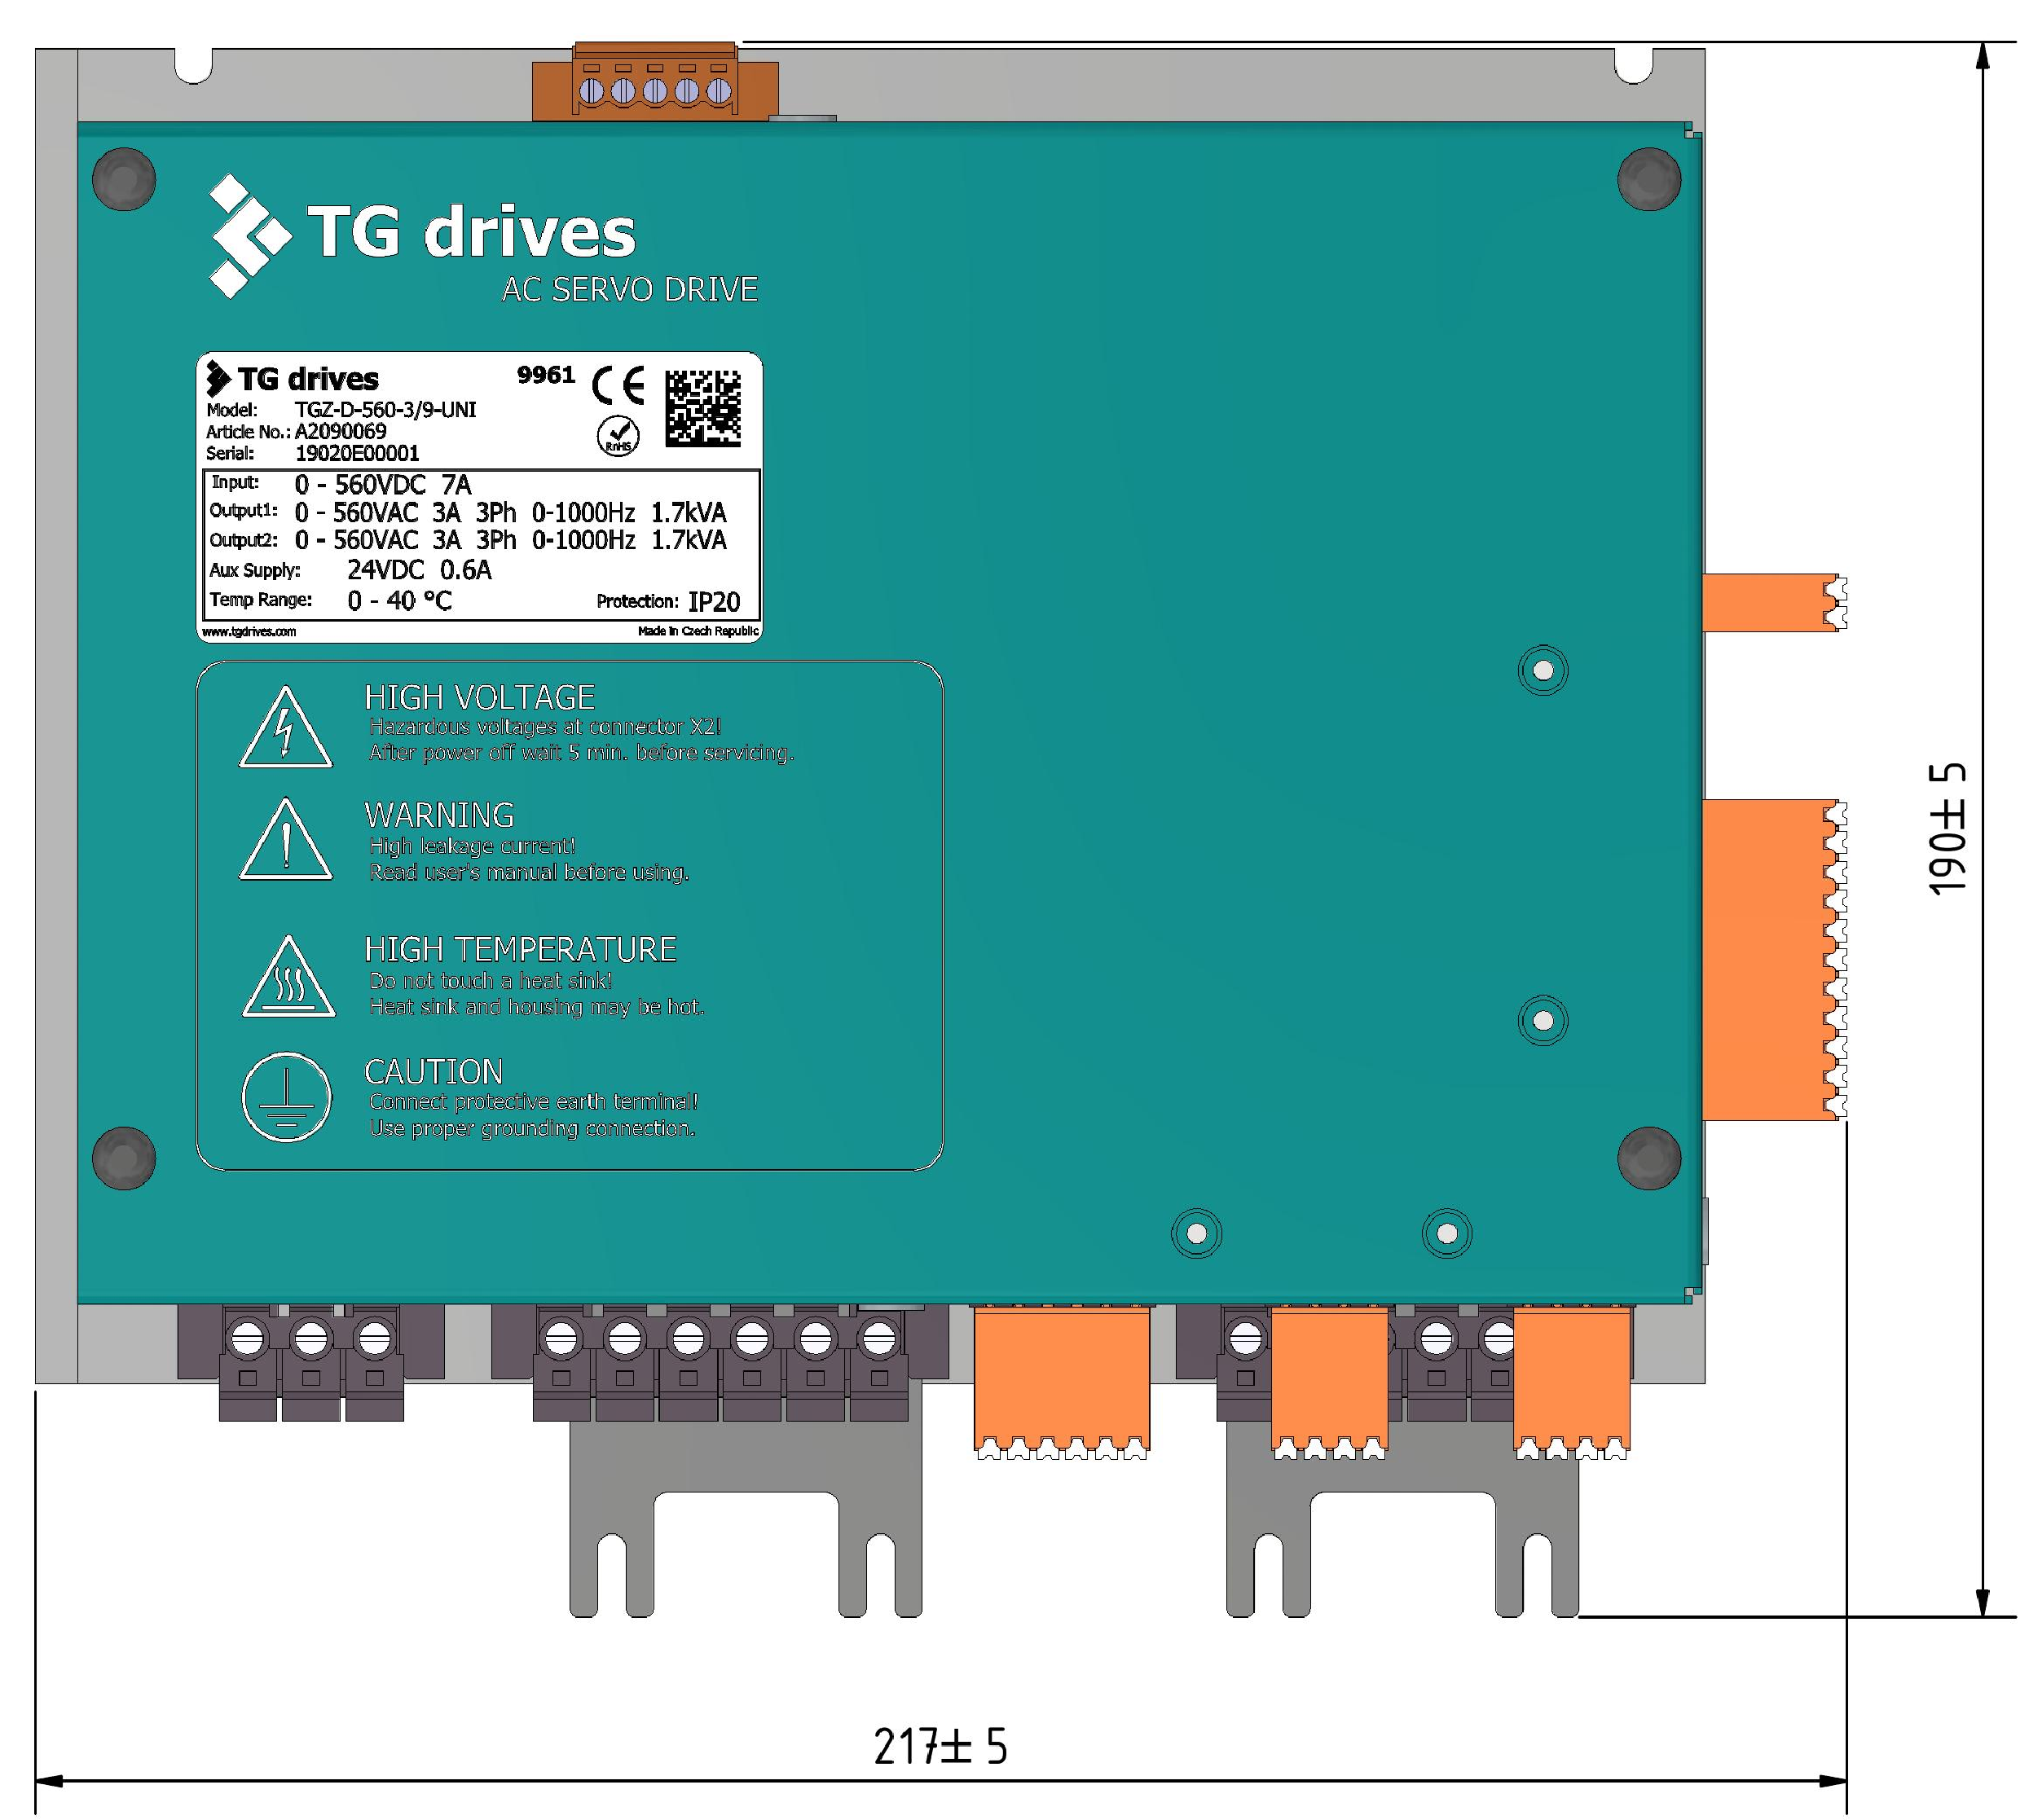 TG drives
AC SERVO DRIVE
TG drives 9961 CE
Model: TGZ-D-560-3/9-UNI
Article No.: A2090069
RoHS
Serial: 19020E00001
Input: 0 - 560VDC 7A
Output1: 0 - 560VAC 3A 3Ph 0-1000Hz 1.7kVA
Output2: 0 - 560VAC 3A 3Ph 0-1000Hz 1.7kVA
Aux Supply: 24VDC 0.6A
Temp Range: 0 - 40 °C Protection: IP20
www.tgdrives.com Made in Czech Republic
HIGH VOLTAGE
Hazardous voltages at connector X2!
After power off wait 5 min. before servicing.
WARNING
High leakage current!
Read user's manual before using.
HIGH TEMPERATURE
Do not touch a heat sink!
Heat sink and housing may be hot.
CAUTION
Connect protective earth terminal!
Use proper grounding connection.
190± 5
217± 5